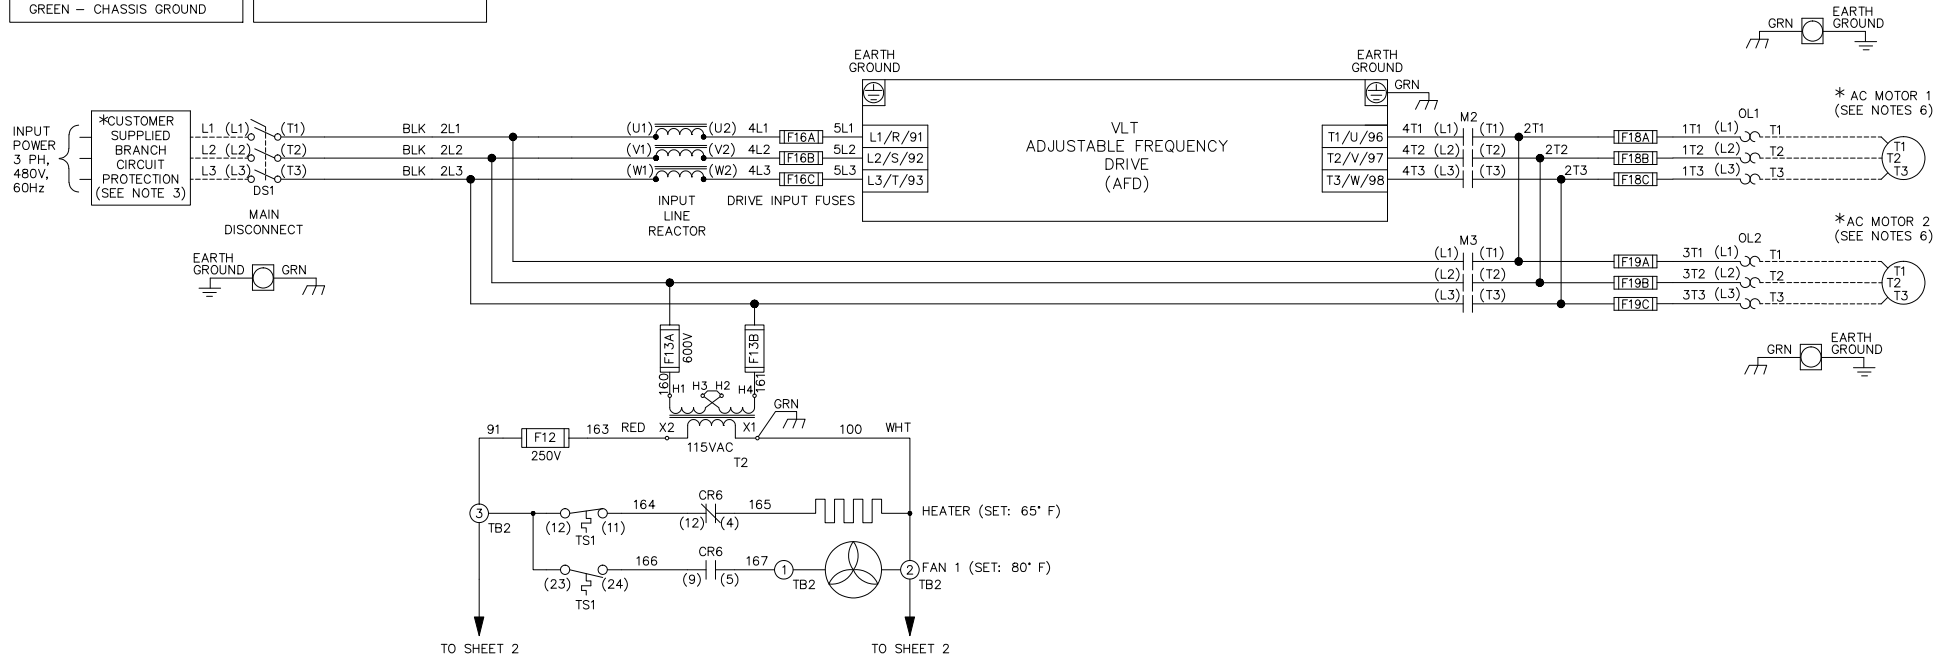 GREEN – CHASSIS GROUND
INPUT
POWER
3 PH,
480V,
60Hz
*CUSTOMER
SUPPLIED
BRANCH
CIRCUIT
PROTECTION
(SEE NOTE 3)
L1 (L1) (T1) BLK 2L1 (U1) (U2) 4L1 F16A 5L1 L1/R/91
L2 (L2) (T2) BLK 2L2 (V1) (V2) 4L2 F16B 5L2 L2/S/92
L3 (L3) (T3) BLK 2L3 (W1) (W2) 4L3 F16C 5L3 L3/T/93
DS1
MAIN
DISCONNECT
EARTH
GROUND
GRN
INPUT
LINE
REACTOR
DRIVE INPUT FUSES
EARTH
GROUND
VLT
ADJUSTABLE FREQUENCY
DRIVE
(AFD)
EARTH
GROUND
GRN
M2
T1/U/96 4T1 (L1) (T1) 2T1 F18A 1T1 (L1) T1
T2/V/97 4T2 (L2) (T2) 2T2 F18B 1T2 (L2) T2
T3/W/98 4T3 (L3) (T3) 2T3 F18C 1T3 (L3) T3
OL1
GRN
EARTH
GROUND
* AC MOTOR 1
(SEE NOTES 6)
T1
T2
T3
M3
(L1) (T1) F19A 3T1 (L1) T1
(L2) (T2) F19B 3T2 (L2) T2
(L3) (T3) F19C 3T3 (L3) T3
OL2
*AC MOTOR 2
(SEE NOTES 6)
T1
T2
T3
GRN
EARTH
GROUND
F13A
600V
F13B
160
H1 H3 H2 H4
161
GRN
91 F12 163 RED X2 X1 100 WHT
250V
115VAC
T2
3
TB2
(12) (11) 164 CR6 (12) (4) 165
TS1
HEATER (SET: 65° F)
(23) (24) 166 CR6 (9) (5) 167 1
TS1
TB2
2
TB2
FAN 1 (SET: 80° F)
TO SHEET 2
TO SHEET 2